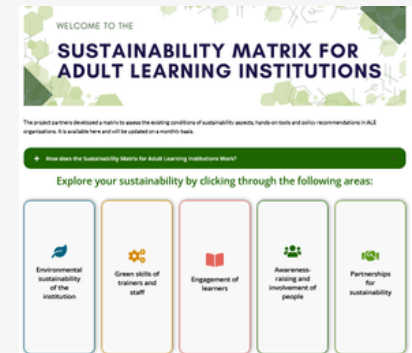 WELCOME TO THE
SUSTAINABILITY MATRIX FOR
ADULT LEARNING INSTITUTIONS
The project partners developed a matrix to assess the existing conditions of sustainability aspects, hands-on tools and policy recommendations in ALE
organisations. It is available here and will be updated on a monthly basis.
+ How does the Sustainability Matrix for Adult Learning Institutions Work?
Explore your sustainability by clicking through the following areas:
Environmental
sustainability
of the
institution
Green skills of
trainers and
staff
Engagement of
learners
Awareness-
raising and
involvement of
people
Partnerships
for
sustainability